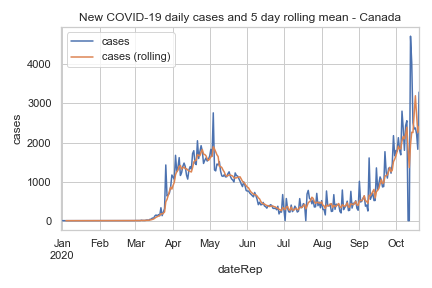 New COVID-19 daily cases and 5 day rolling mean - Canada
cases
cases (rolling)
cases
4000
3000
2000
1000
0
Jan Feb Mar Apr May Jun Jul Aug Sep Oct
2020
dateRep